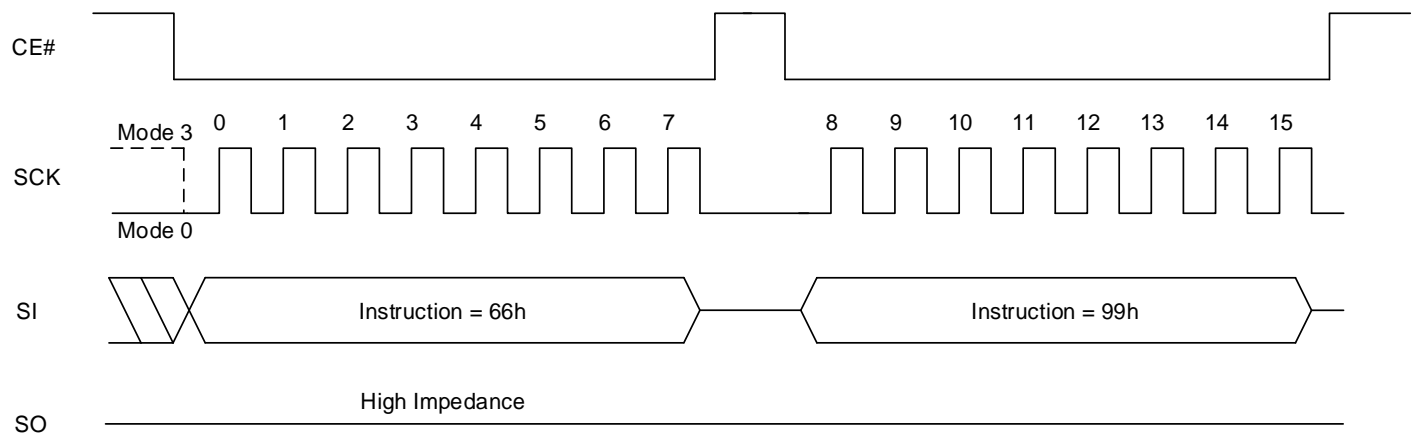 CE#
Mode 3
0 1 2 3 4 5 6 7 8 9 10 11 12 13 14 15
SCK
Mode 0
SI
Instruction = 66h
Instruction = 99h
High Impedance
SO